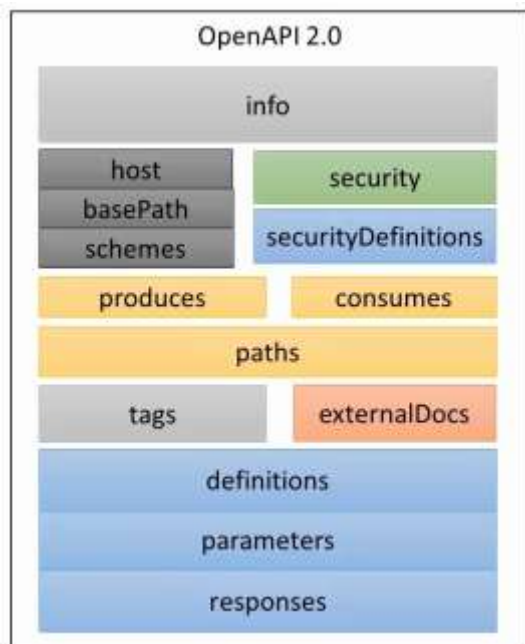 OpenAPI 2.0
info
host
basePath
schemes
security
securityDefinitions
produces
consumes
paths
tags
externalDocs
definitions
parameters
responses